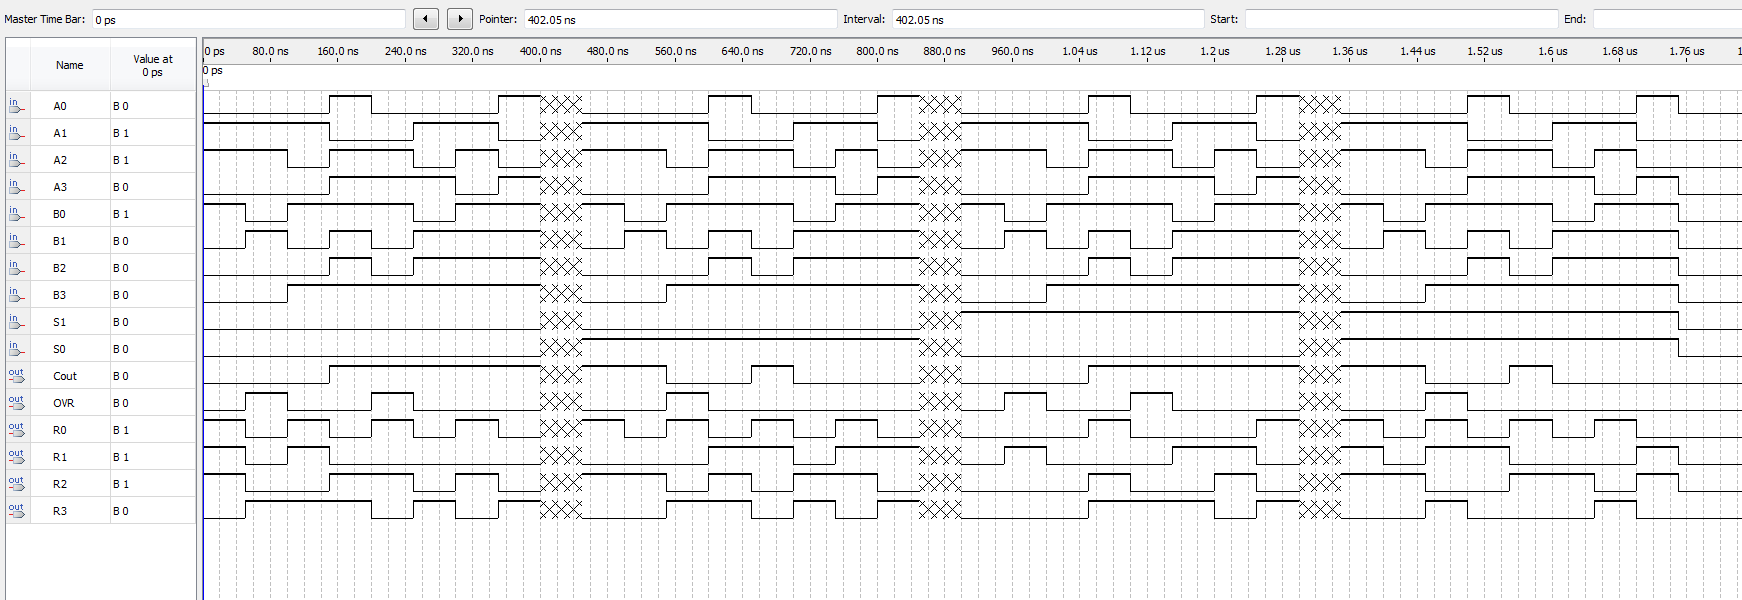 Master Time Bar: 0 ps Pointer: 402.05 ns Interval: 402.05 ns Start: End:
Name Value at 0 ps
0 ps 80.0 ns 160.0 ns 240.0 ns 320.0 ns 400.0 ns 480.0 ns 560.0 ns 640.0 ns 720.0 ns 800.0 ns 880.0 ns 960.0 ns 1.04 us 1.12 us 1.2 us 1.28 us 1.36 us 1.44 us 1.52 us 1.6 us 1.68 us 1.76 us 1
0 ps
in A0 B 0
in A1 B 1
in A2 B 1
in A3 B 0
in B0 B 1
in B1 B 0
in B2 B 0
in B3 B 0
in S1 B 0
in S0 B 0
out Cout B 0
out OVR B 0
out R0 B 1
out R1 B 1
out R2 B 1
out R3 B 0